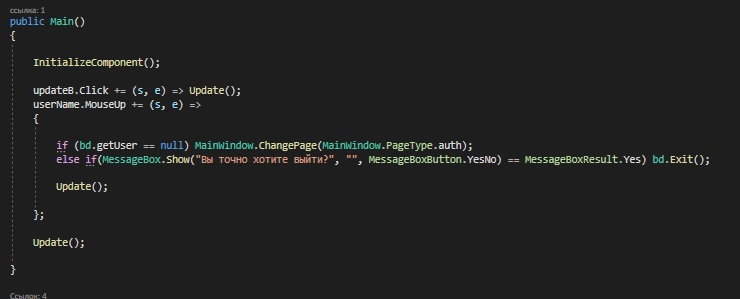 ссылка: 1
public Main()
{
InitializeComponent();
updateB.Click += (s, e) => Update();
userName.MouseUp += (s, e) =>
{
if (bd.getUser == null) MainWindow.ChangePage(MainWindow.PageType.auth);
else if(MessageBox.Show("Вы точно хотите выйти?", "", MessageBoxButton.YesNo) == MessageBoxResult.Yes) bd.Exit();
Update();
};
Update();
}
Ссылок: 4